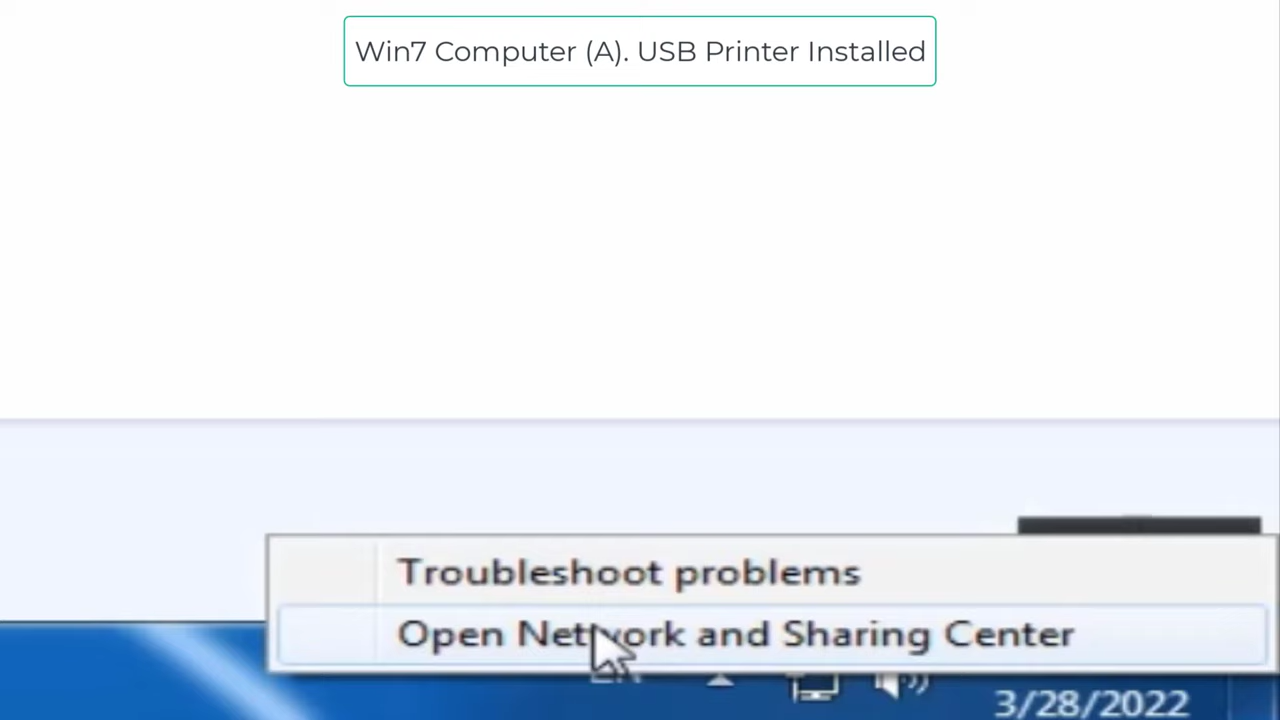 Win7 Computer (A). USB Printer Installed
Troubleshoot problems
Open Network and Sharing Center
3/28/2022